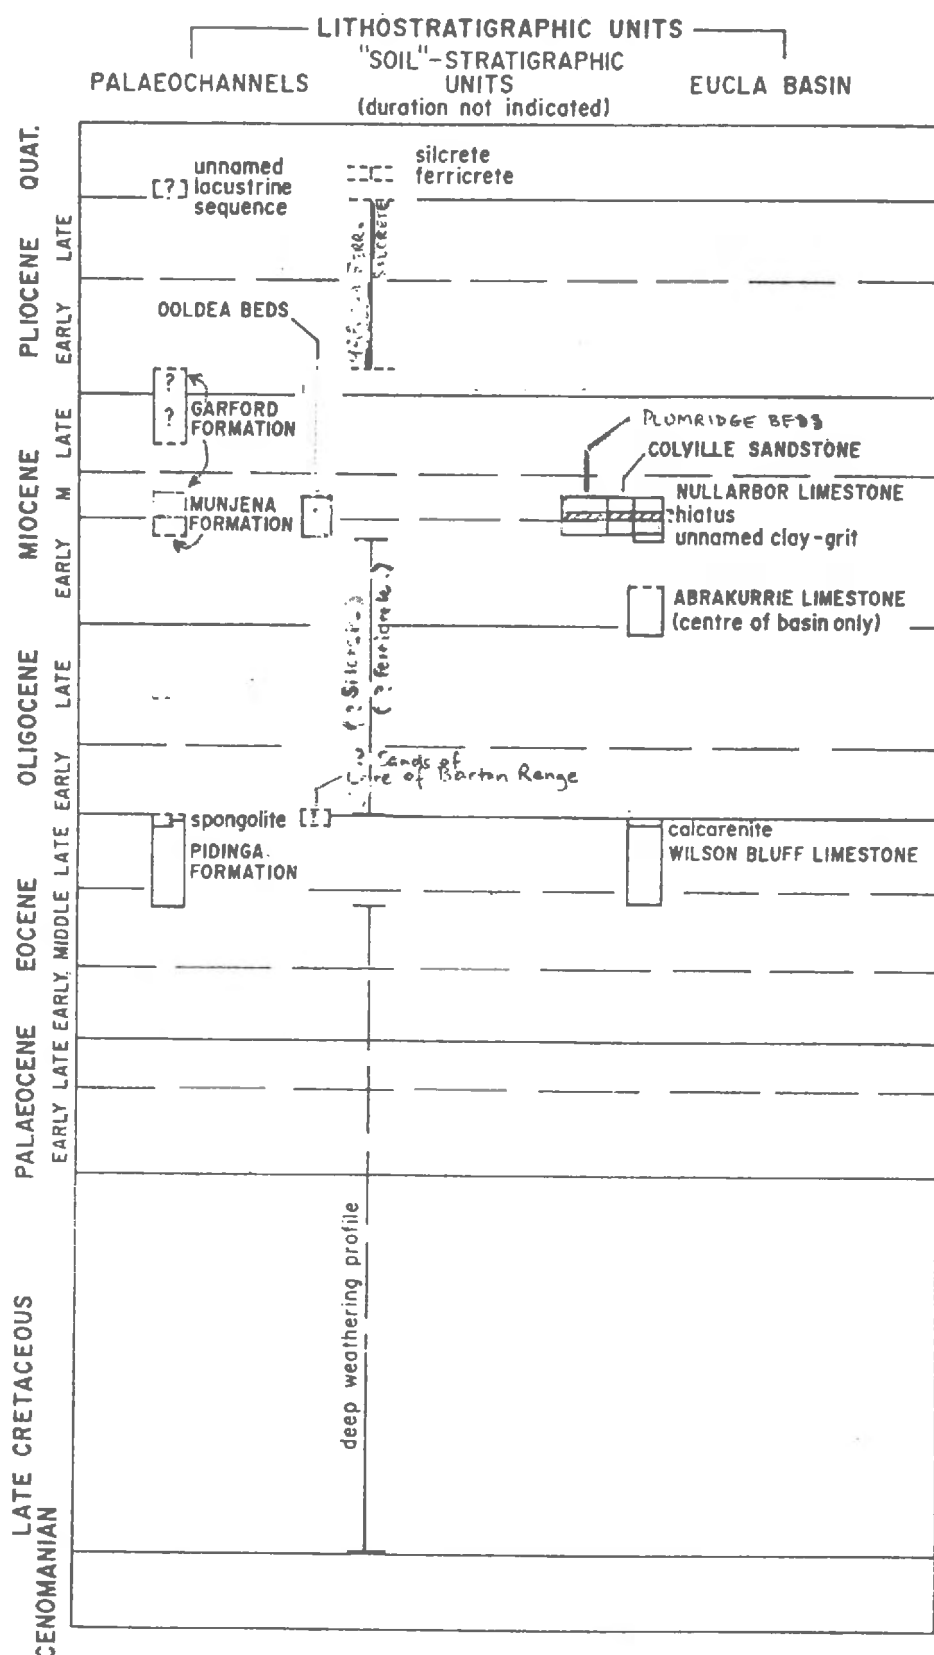 LITHOSTRATIGRAPHIC UNITS
"SOIL"-STRATIGRAPHIC
UNITS
(duration not indicated)
PALAEOCHANNELS
EUCLA BASIN
QUAT.
unnamed
lacustrine
sequence
[?]
silcrete
ferricrete
PLIOCENE
LATE
EARLY
SILCRETE
OOLDEA BEDS
MIOCENE
LATE
M
EARLY
?
?
GARFORD
FORMATION
IMUNJENA
FORMATION
PLUMRIDGE BEDS
COLVILLE SANDSTONE
NULLARBOR LIMESTONE
hiatus
unnamed clay-grit
ABRAKURRIE LIMESTONE
(centre of basin only)
OLIGOCENE
LATE
EARLY
(? Silcrete)
? Sands of
Core of Barton Range
EOCENE
LATE
MIDDLE
EARLY
spongolite
[?]
PIDINGA
FORMATION
calcarenite
WILSON BLUFF LIMESTONE
PALAEOCENE
LATE
EARLY
deep weathering profile
LATE CRETACEOUS
CENOMANIAN